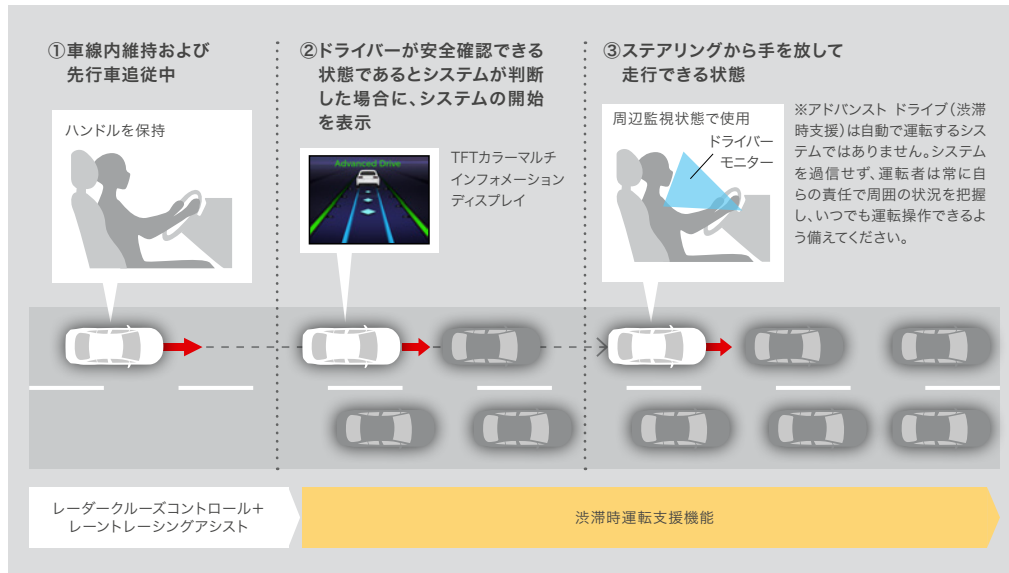 ①車線内維持および
先行車追従中
ハンドルを保持
②ドライバーが安全確認できる
状態であるとシステムが判断
した場合に、システムの開始
を表示
Advanced Drive
TFTカラーマルチ
インフォメーション
ディスプレイ
③ステアリングから手を放して
走行できる状態
周辺監視状態で使用
ドライバー
モニター
※アドバンスト ドライブ（渋滞
時支援）は自動で運転するシス
テムではありません。システム
を過信せず、運転者は常に自
らの責任で周囲の状況を把握
し、いつでも運転操作できるよ
う備えてください。
レーダークルーズコントロール＋
レーントレーシングアシスト
渋滞時運転支援機能